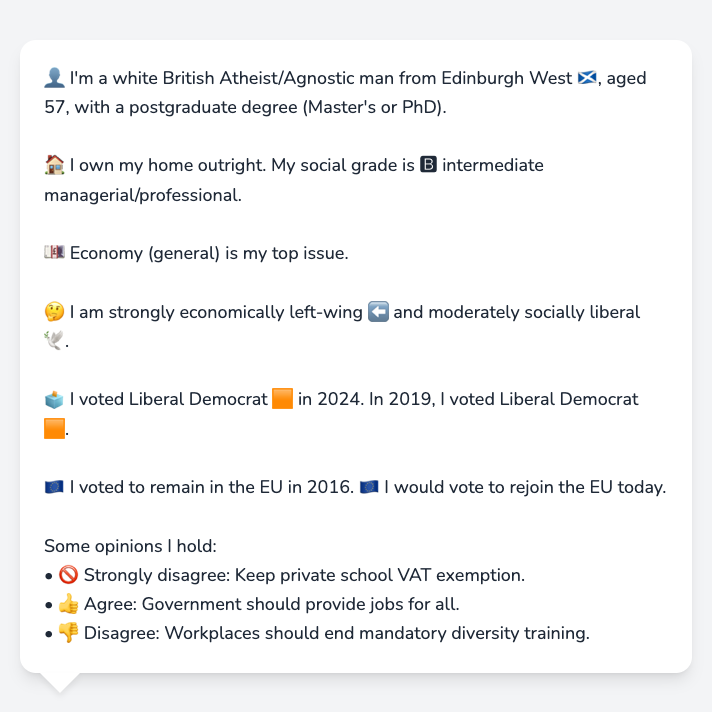 👤 I'm a white British Atheist/Agnostic man from Edinburgh West 🏴󠁧󠁢󠁳󠁣󠁴󠁿, aged
57, with a postgraduate degree (Master's or PhD).
🏠 I own my home outright. My social grade is 🅱 intermediate
managerial/professional.
💷 Economy (general) is my top issue.
🤔 I am strongly economically left-wing ⬅️ and moderately socially liberal
🕊️.
🗳️ I voted Liberal Democrat 🟧 in 2024. In 2019, I voted Liberal Democrat
🟧.
🇪🇺 I voted to remain in the EU in 2016. 🇪🇺 I would vote to rejoin the EU today.
Some opinions I hold:
• 🚫 Strongly disagree: Keep private school VAT exemption.
• 👍 Agree: Government should provide jobs for all.
• 👎 Disagree: Workplaces should end mandatory diversity training.